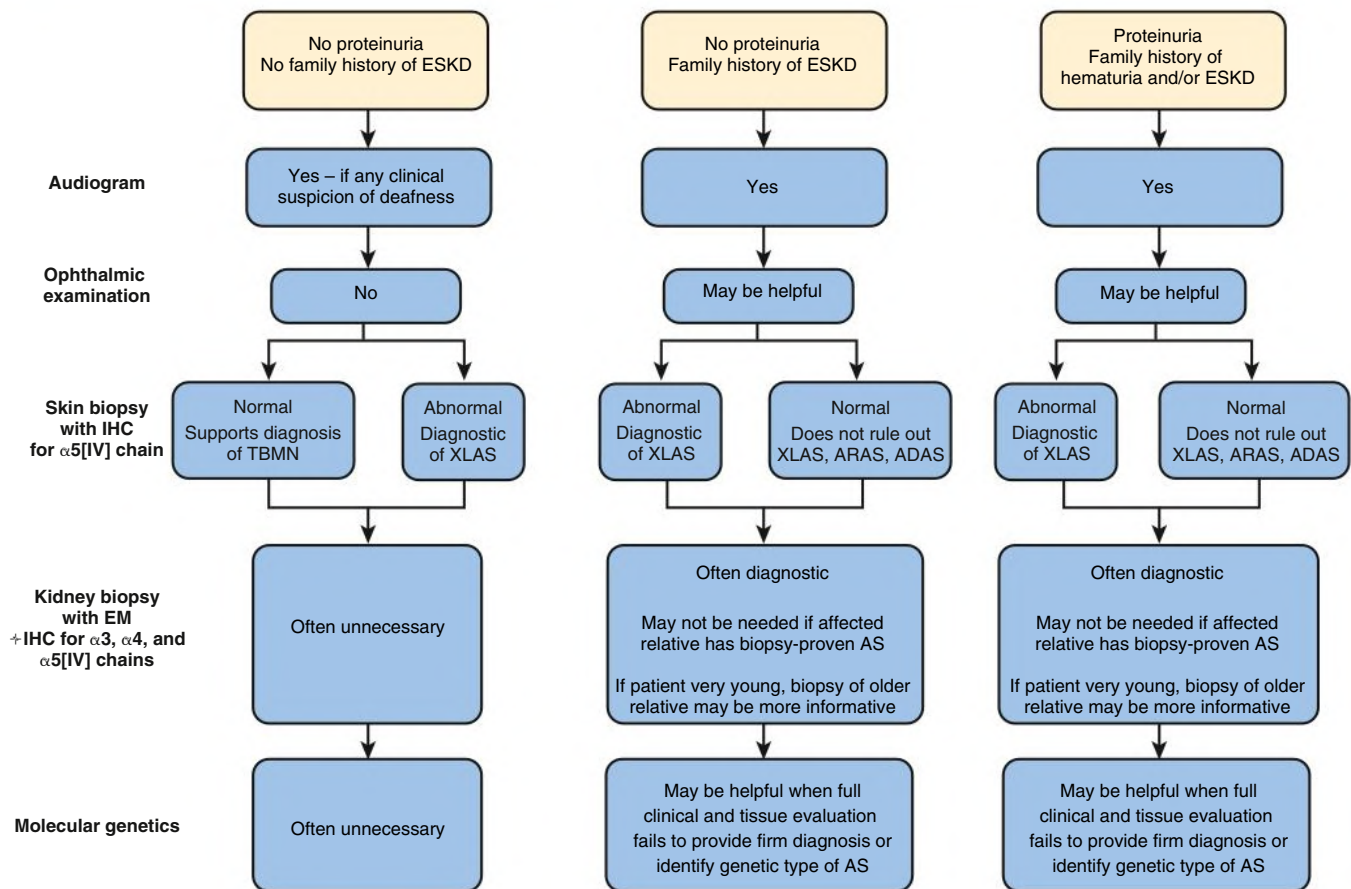 No proteinuria
No family history of ESKD
No proteinuria
Family history of ESKD
Proteinuria
Family history of
hematuria and/or ESKD
Audiogram
Yes – if any clinical
suspicion of deafness
Yes
Yes
Ophthalmic
examination
No
May be helpful
May be helpful
Skin biopsy
with IHC
for α5[IV] chain
Normal
Supports diagnosis
of TBMN
Abnormal
Diagnostic
of XLAS
Abnormal
Diagnostic
of XLAS
Normal
Does not rule out
XLAS, ARAS, ADAS
Abnormal
Diagnostic
of XLAS
Normal
Does not rule out
XLAS, ARAS, ADAS
Kidney biopsy
with EM
+IHC for α3, α4, and
α5[IV] chains
Often unnecessary
Often diagnostic
May not be needed if affected
relative has biopsy-proven AS
If patient very young, biopsy of older
relative may be more informative
Often diagnostic
May not be needed if affected
relative has biopsy-proven AS
If patient very young, biopsy of older
relative may be more informative
Molecular genetics
Often unnecessary
May be helpful when full
clinical and tissue evaluation
fails to provide firm diagnosis or
identify genetic type of AS
May be helpful when full
clinical and tissue evaluation
fails to provide firm diagnosis or
identify genetic type of AS